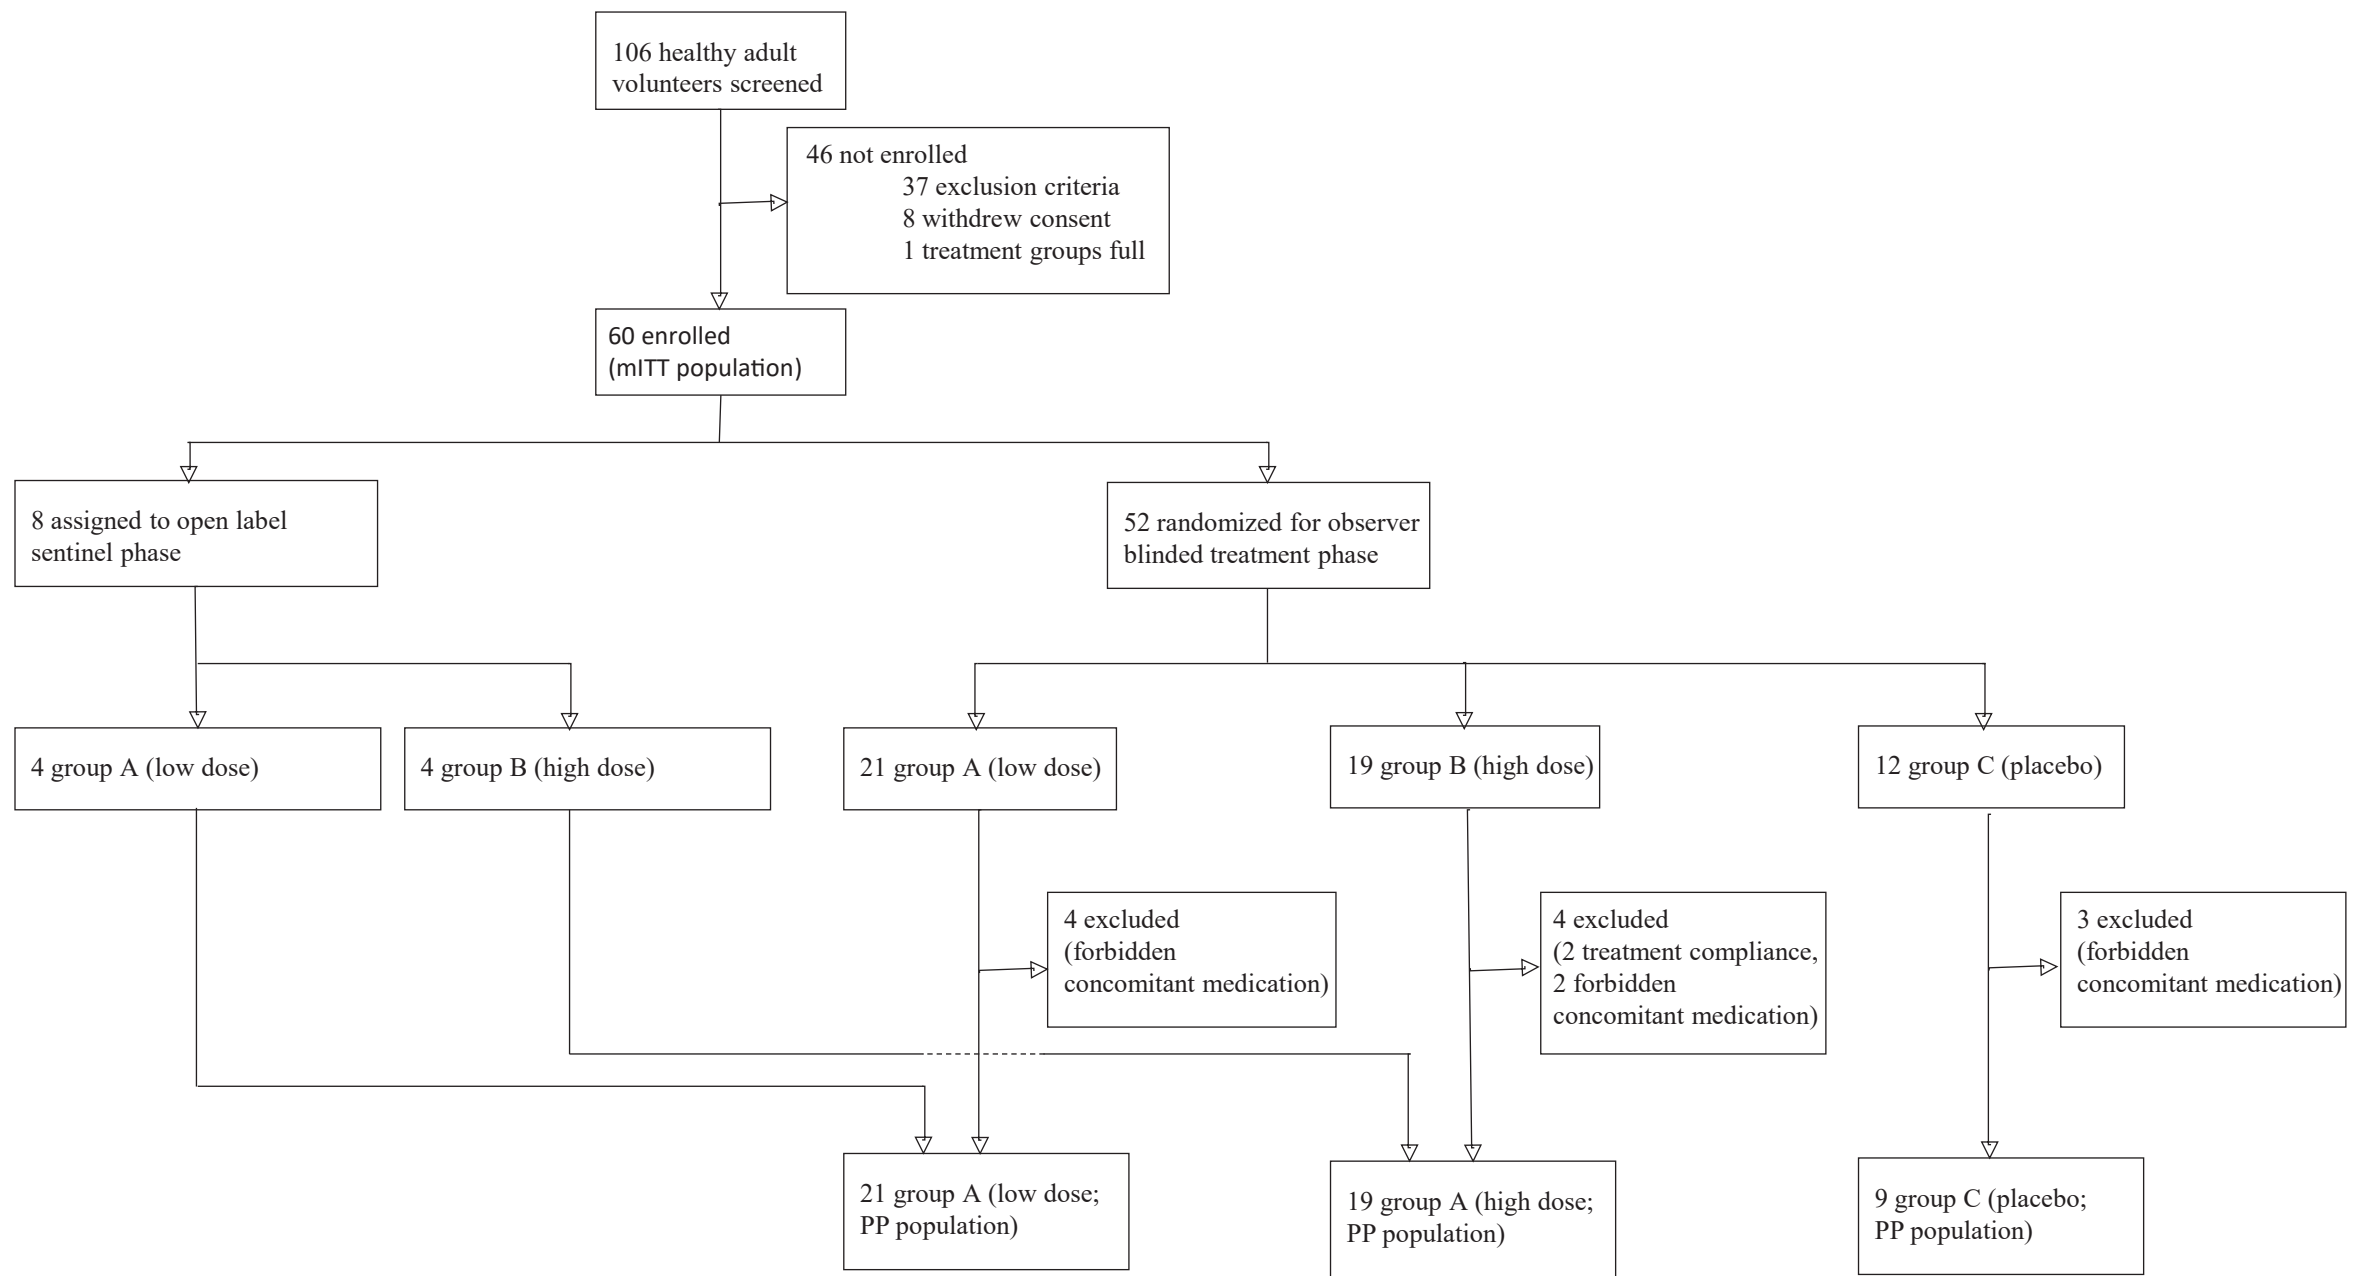 106 healthy adult
volunteers screened
46 not enrolled
37 exclusion criteria
8 withdrew consent
1 treatment groups full
60 enrolled
(mITT population)
8 assigned to open label
sentinel phase
52 randomized for observer
blinded treatment phase
4 group A (low dose)
4 group B (high dose)
21 group A (low dose)
19 group B (high dose)
12 group C (placebo)
4 excluded
(forbidden
concomitant medication)
4 excluded
(2 treatment compliance,
2 forbidden
concomitant medication)
3 excluded
(forbidden
concomitant medication)
21 group A (low dose;
PP population)
19 group A (high dose;
PP population)
9 group C (placebo;
PP population)